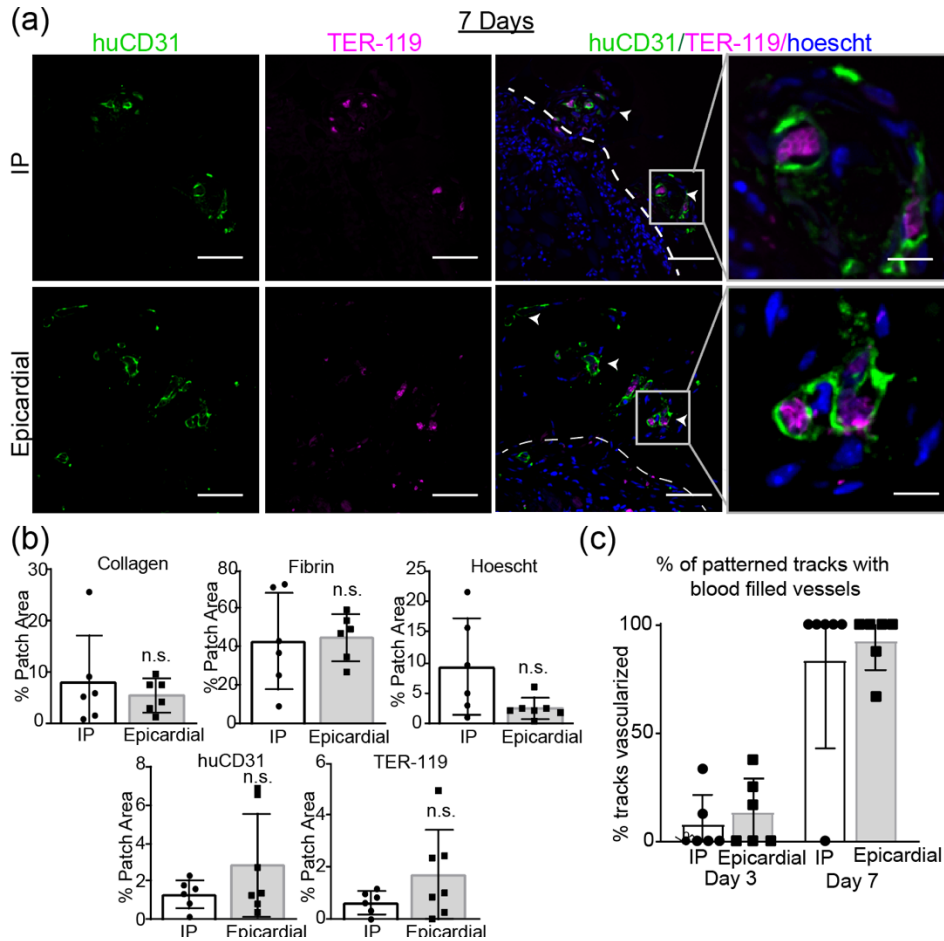 (a)
7 Days
huCD31
TER-119
huCD31/TER-119/hoescht
IP
Epicardial
(b)
Collagen
% Patch Area
30
20
10
0
n.s.
IP
Epicardial
Fibrin
% Patch Area
80
60
40
20
0
n.s.
IP
Epicardial
Hoescht
% Patch Area
25
20
15
10
5
0
n.s.
IP
Epicardial
huCD31
% Patch Area
8
6
4
2
0
n.s.
IP
Epicardial
TER-119
% Patch Area
6
4
2
0
n.s.
IP
Epicardial
(c)
% of patterned tracks with
blood filled vessels
% tracks vascularized
100
50
0
IP
Epicardial
Day 3
IP
Epicardial
Day 7